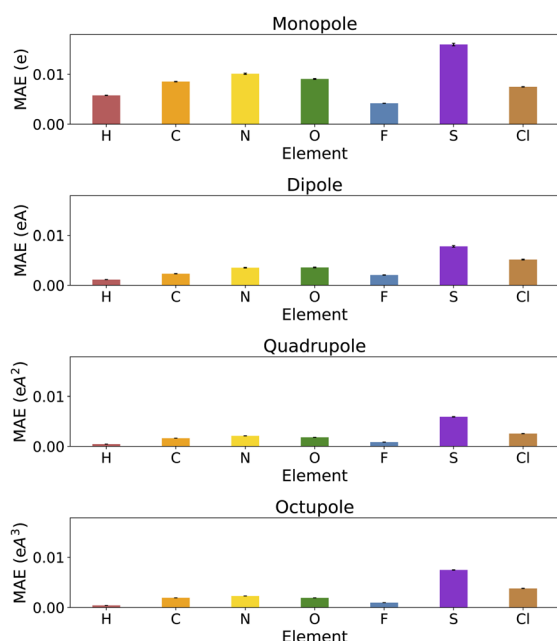 Monopole
MAE (e)
0.01
0.00
H C N O F S Cl
Element
Dipole
MAE (eA)
0.01
0.00
H C N O F S Cl
Element
Quadrupole
MAE (eA²)
0.01
0.00
H C N O F S Cl
Element
Octupole
MAE (eA³)
0.01
0.00
H C N O F S Cl
Element